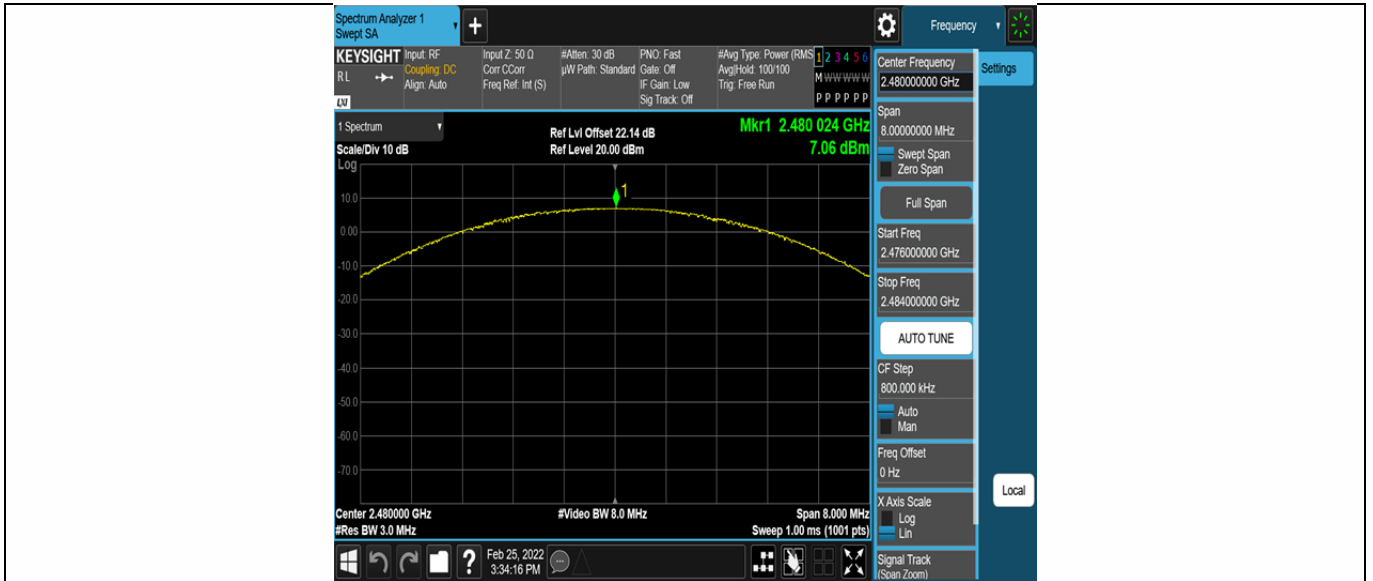 Spectrum Analyzer 1
Swept SA
+
Frequency
KEYSIGHT
Input: RF
Coupling: DC
Align: Auto
Input Z: 50 Ω
Corr CCorr
Freq Ref: Int (S)
#Atten: 30 dB
µW Path: Standard
PNO: Fast
Gate: Off
IF Gain: Low
Sig Track: Off
#Avg Type: Power (RMS
Avg|Hold: 100/100
Trig: Free Run
1 2 3 4 5 6
M W W W W W
P P P P P P
R L
LXI
1 Spectrum
Scale/Div 10 dB
Log
Ref Lvl Offset 22.14 dB
Ref Level 20.00 dBm
Mkr1 2.480 024 GHz
7.06 dBm
1
10.0
0.00
-10.0
-20.0
-30.0
-40.0
-50.0
-60.0
-70.0
Center 2.480000 GHz
#Res BW 3.0 MHz
#Video BW 8.0 MHz
Span 8.000 MHz
Sweep 1.00 ms (1001 pts)
?
Feb 25, 2022
3:34:16 PM
Center Frequency
2.480000000 GHz
Settings
Span
8.00000000 MHz
Swept Span
Zero Span
Full Span
Start Freq
2.476000000 GHz
Stop Freq
2.484000000 GHz
AUTO TUNE
CF Step
800.000 kHz
Auto
Man
Freq Offset
0 Hz
Local
X Axis Scale
Log
Lin
Signal Track
(Span Zoom)